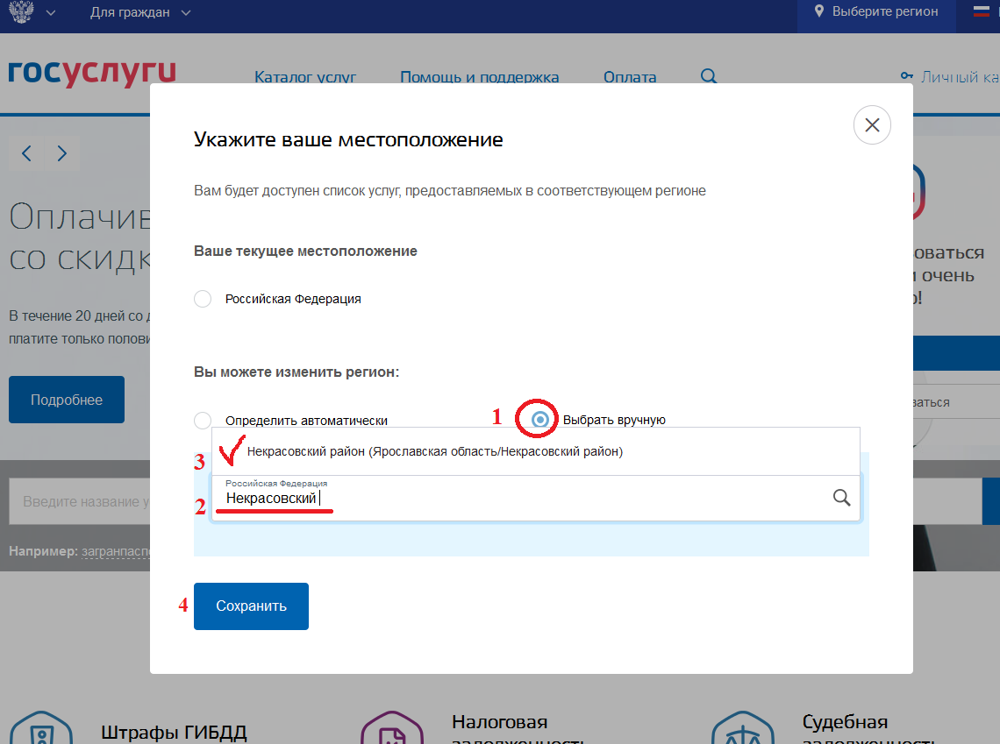 Для граждан
Выберите регион
госуслуги
Каталог услуг
Помощь и поддержка
Оплата
Личный ка
Укажите ваше местоположение
Вам будет доступен список услуг, предоставляемых в соответствующем регионе
Оплачив
со скидк
В течение 20 дней со д
платите только полови
Подробнее
Ваше текущее местоположение
Российская Федерация
Вы можете изменить регион:
Определить автоматически
1
Выбрать вручную
3
Некрасовский район (Ярославская область/Некрасовский район)
Российская Федерация
2
Некрасовский
4
Сохранить
оваться
и очень
о!
ваться
Введите название у
Например: загранпасп
Штрафы ГИБДД
Налоговая
задолженность
Судебная
задолженность